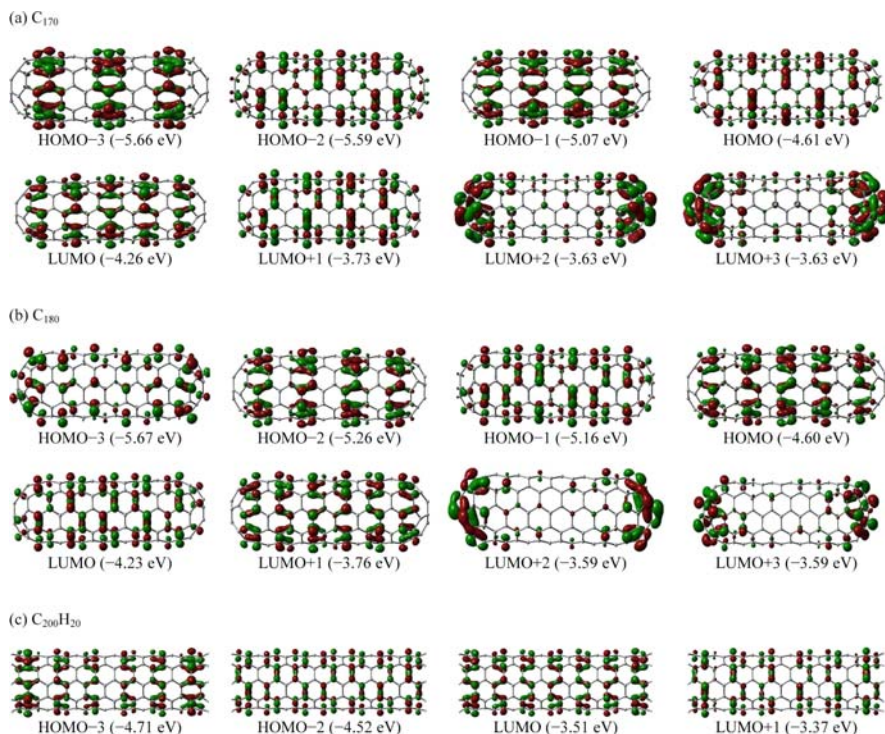 (a) C₁₇₀
HOMO−3 (−5.66 eV) HOMO−2 (−5.59 eV) HOMO−1 (−5.07 eV) HOMO (−4.61 eV)
LUMO (−4.26 eV) LUMO+1 (−3.73 eV) LUMO+2 (−3.63 eV) LUMO+3 (−3.63 eV)
(b) C₁₈₀
HOMO−3 (−5.67 eV) HOMO−2 (−5.26 eV) HOMO−1 (−5.16 eV) HOMO (−4.60 eV)
LUMO (−4.23 eV) LUMO+1 (−3.76 eV) LUMO+2 (−3.59 eV) LUMO+3 (−3.59 eV)
(c) C₂₀₀H₂₀
HOMO−3 (−4.71 eV) HOMO−2 (−4.52 eV) LUMO (−3.51 eV) LUMO+1 (−3.37 eV)